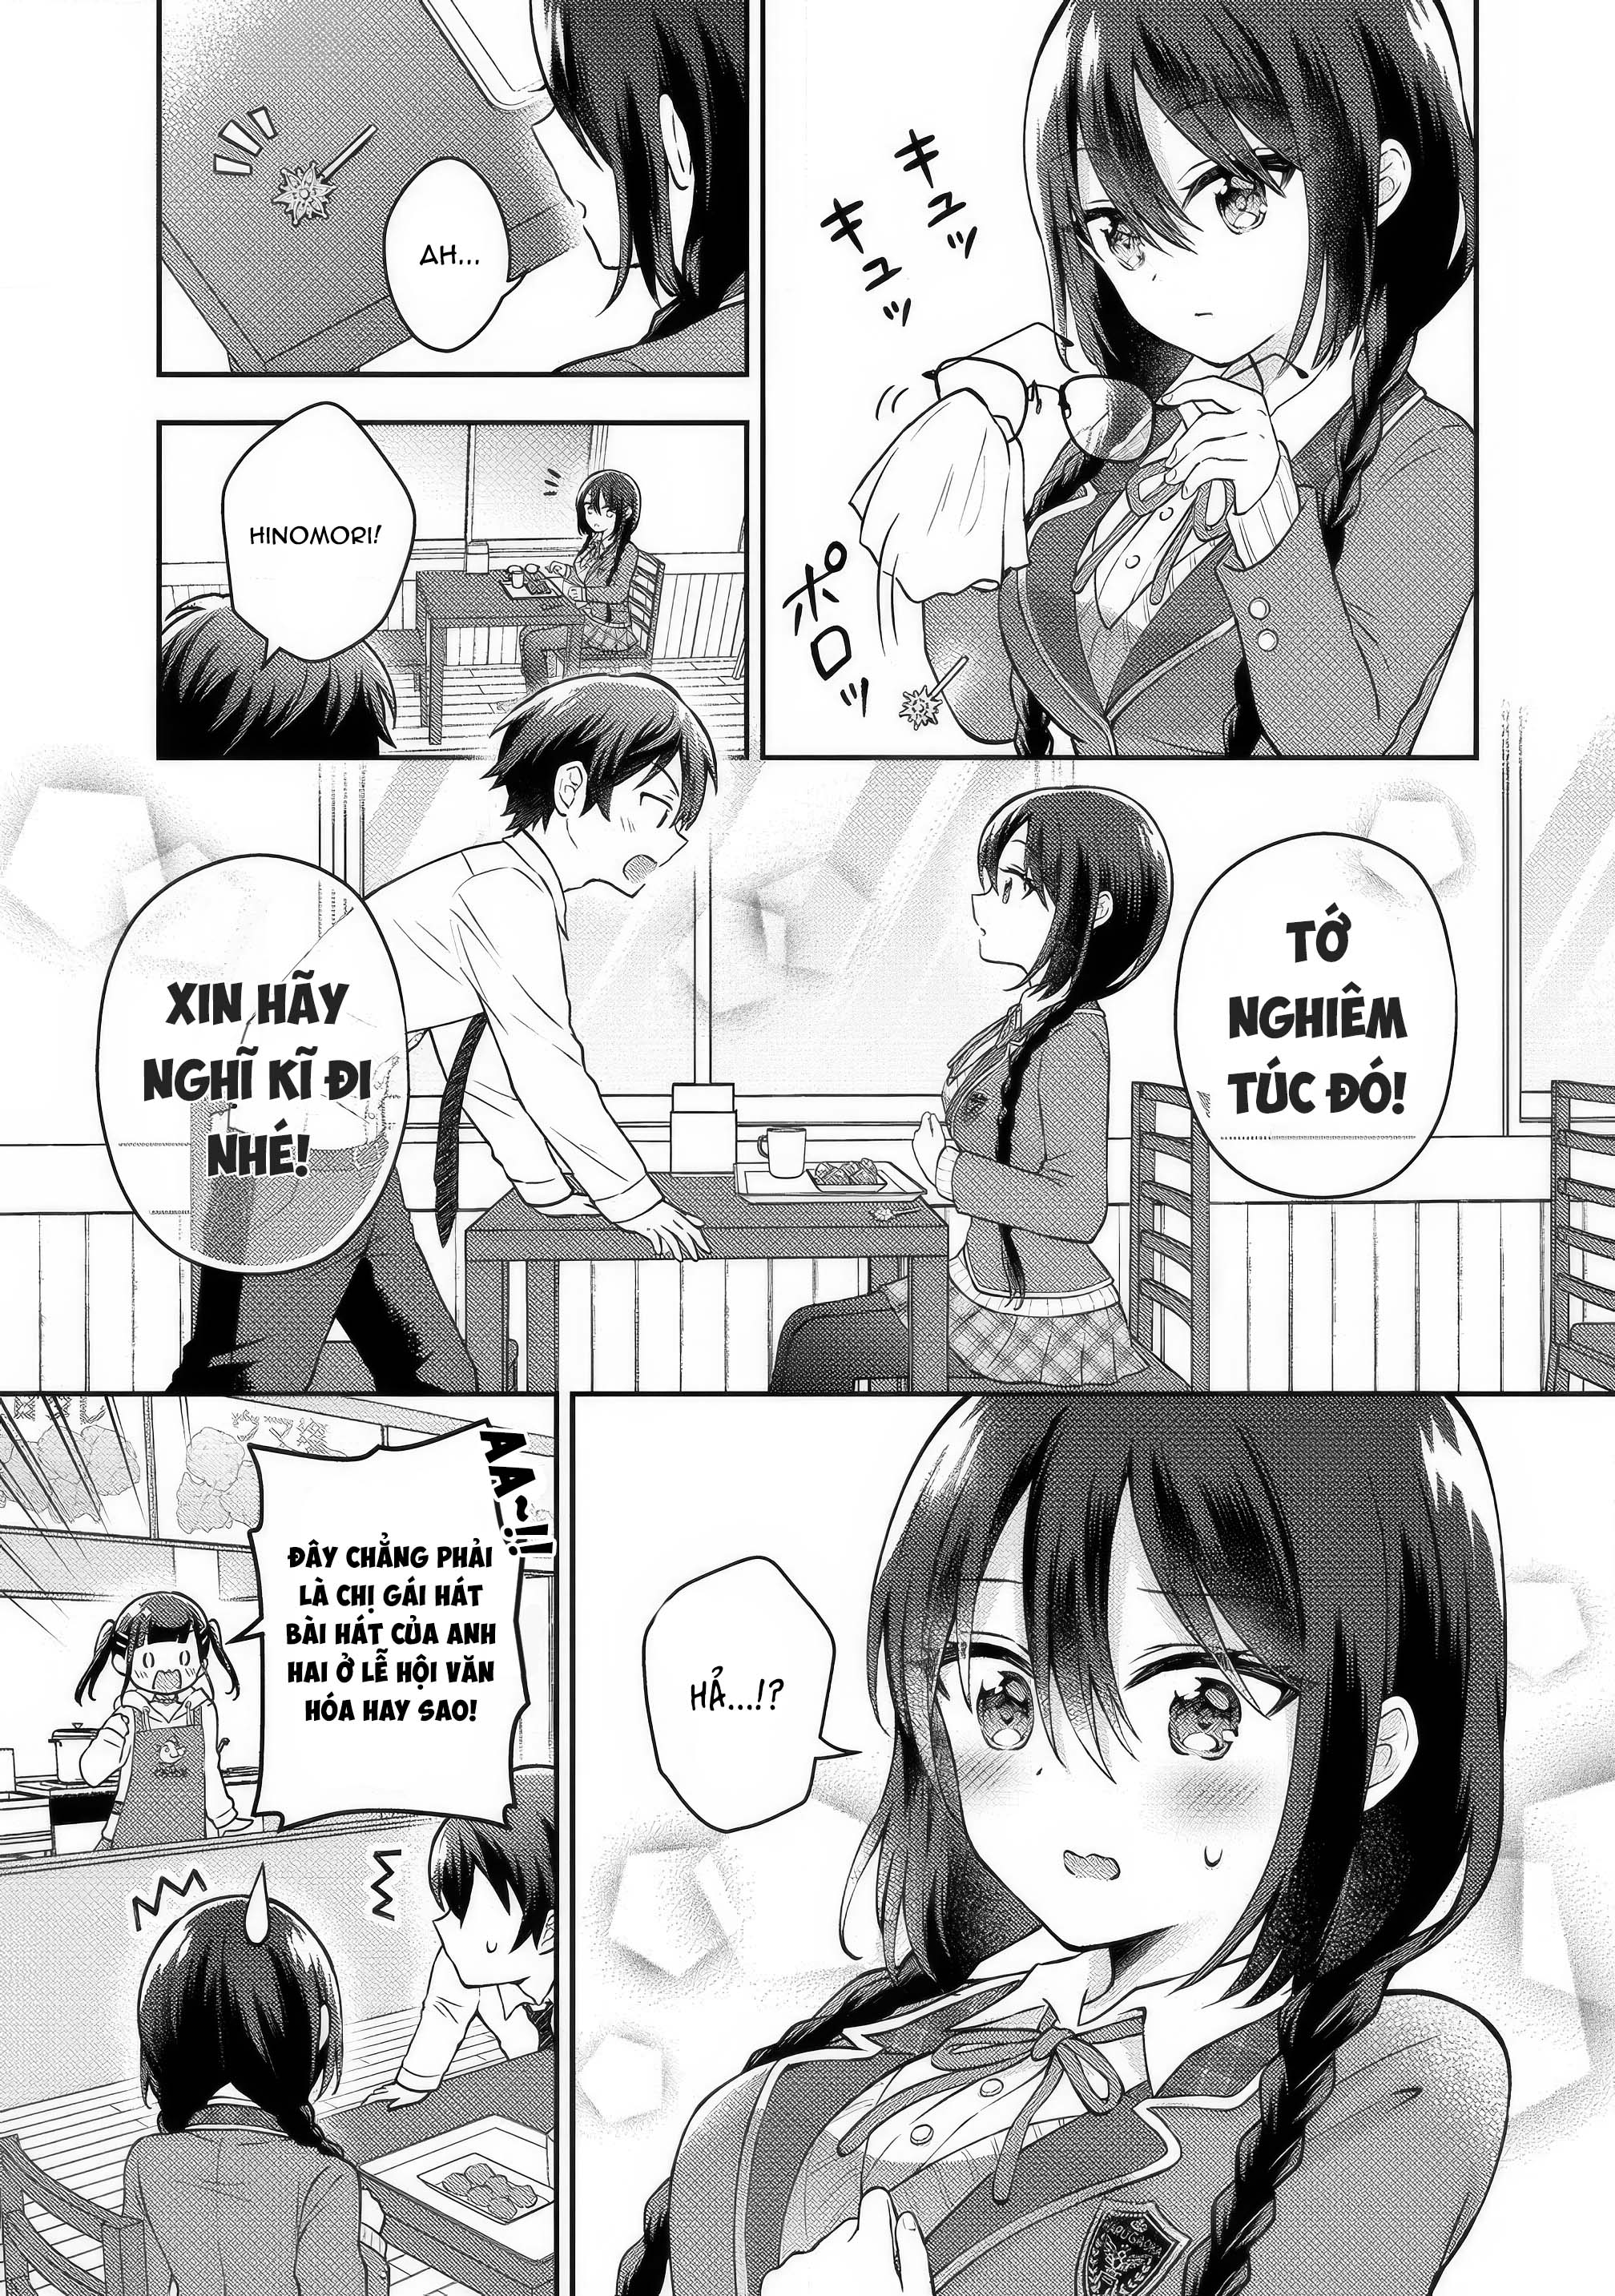 キュッ
キュッ
ポロッ
AH...
HINOMORI!
TỚ
NGHIÊM
TÚC ĐÓ!
XIN HÃY
NGHĨ KĨ ĐI
NHÉ!
HẢ...!?
AA~!!
ĐÂY CHẲNG PHẢI
LÀ CHỊ GÁI HÁT
BÀI HÁT CỦA ANH
HAI Ở LỄ HỘI VĂN
HÓA HAY SAO!